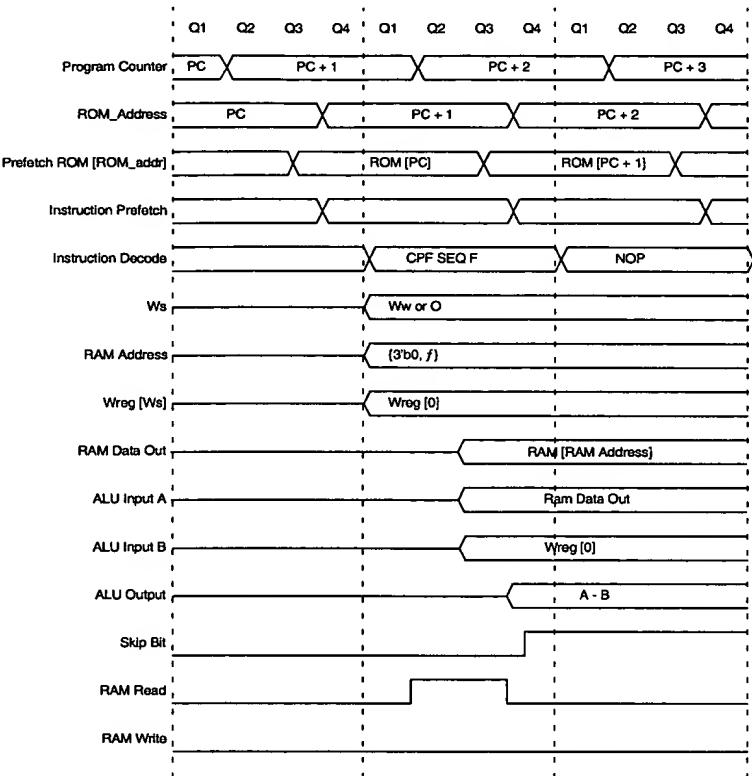 Q1 Q2 Q3 Q4 Q1 Q2 Q3 Q4 Q1 Q2 Q3 Q4
Program Counter PC PC + 1 PC + 2 PC + 3
ROM_Address PC PC + 1 PC + 2
Prefetch ROM [ROM_addr] ROM [PC] ROM [PC + 1}
Instruction Prefetch
Instruction Decode CPF SEQ F NOP
Ws Ww or O
RAM Address {3'b0, f}
Wreg [Ws] Wreg [0}
RAM Data Out RAM [RAM Address}
ALU Input A Ram Data Out
ALU Input B Wreg [0]
ALU Output A - B
Skip Bit
RAM Read
RAM Write